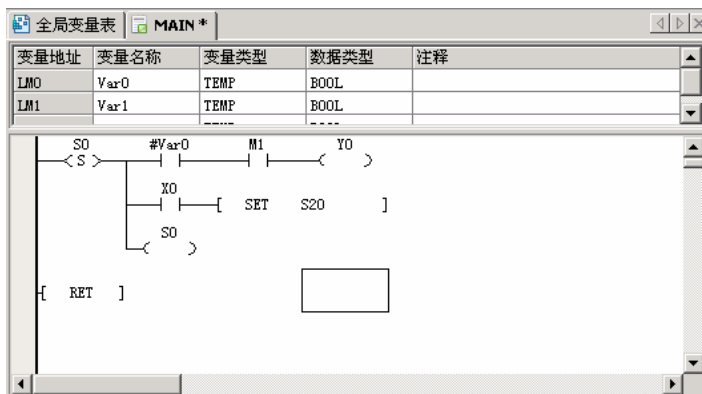 全局变量表 MAIN *
变量地址 变量名称 变量类型 数据类型 注释
LM0 Var0 TEMP BOOL
LM1 Var1 TEMP BOOL
S0 #Var0 M1 Y0
S
X0
SET S20
S0
RET